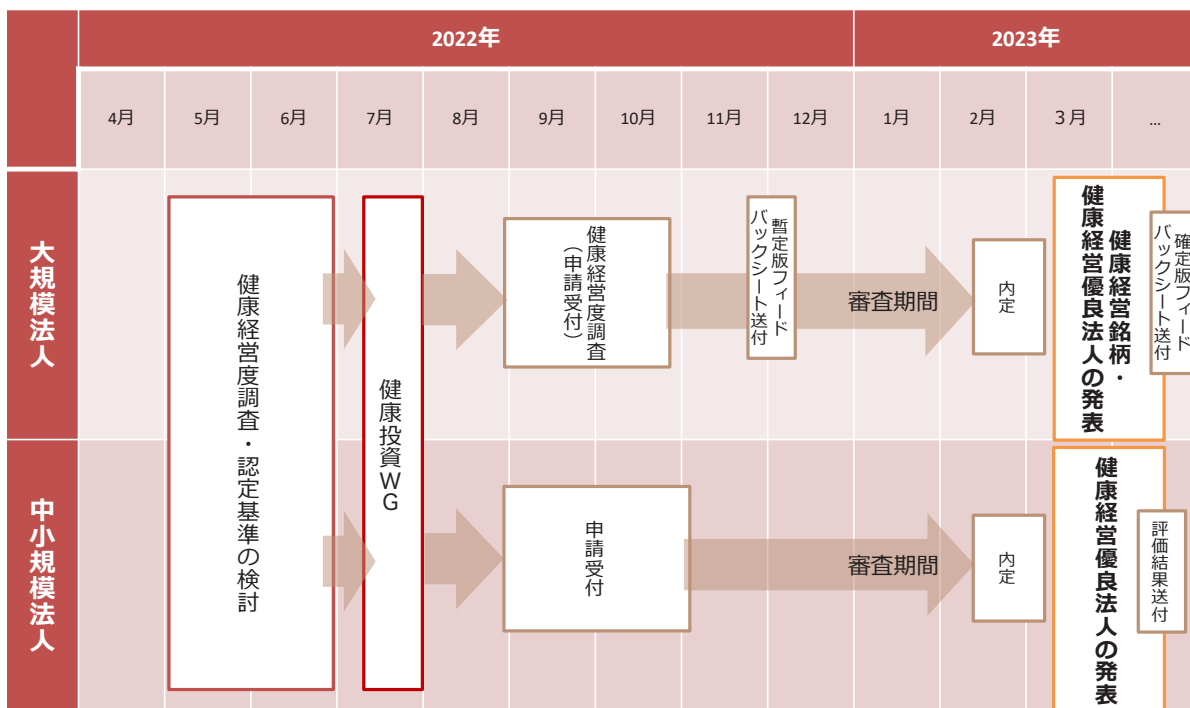 2022年
2023年
4月
5月
6月
7月
8月
9月
10月
11月
12月
1月
2月
３月
...
大規模法人
健康経営度調査・認定基準の検討
健康投資ＷＧ
健康経営度調査
（申請受付）
暫定版フィード
バックシート送付
審査期間
内定
健康経営銘柄・
健康経営優良法人の発表
確定版フィード
バックシート送付
中小規模法人
申請受付
審査期間
内定
健康経営優良法人の発表
評価結果送付